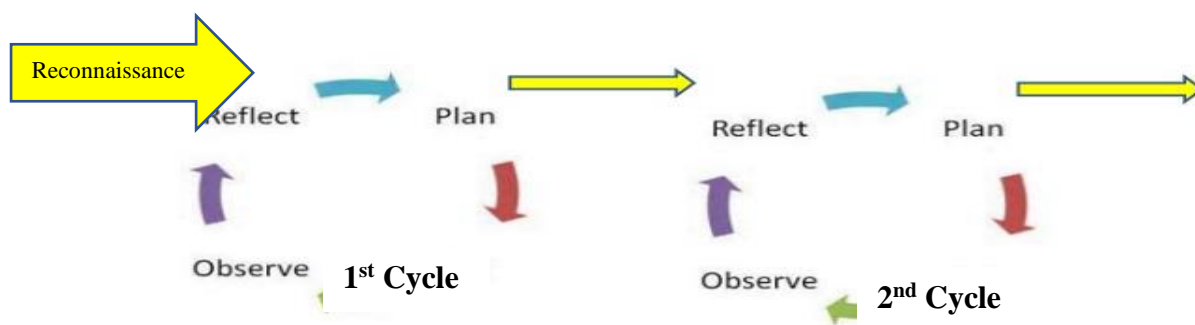 Reconnaissance
Reflect
Plan
Reflect
Plan
Observe
1st Cycle
Observe
2nd Cycle